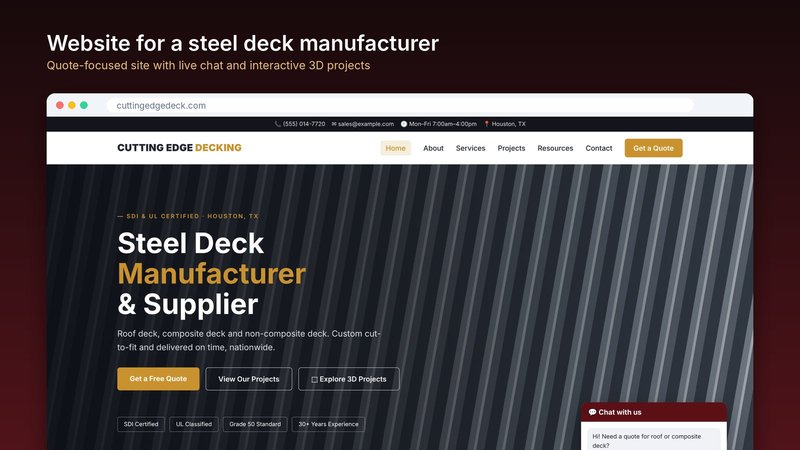 Website for a steel deck manufacturer
Quote-focused site with live chat and interactive 3D projects
cuttingedgedeck.com
📞 (555) 014-7720 ✉ sales@example.com 🕗 Mon–Fri 7:00am–4:00pm 📍 Houston, TX
CUTTING EDGE DECKING
Home About Services Projects Resources Contact Get a Quote
— SDI & UL CERTIFIED · HOUSTON, TX
Steel Deck
Manufacturer
& Supplier
Roof deck, composite deck and non-composite deck. Custom cut-
to-fit and delivered on time, nationwide.
Get a Free Quote View Our Projects Explore 3D Projects
SDI Certified UL Classified Grade 50 Standard 30+ Years Experience
💬 Chat with us
Hi! Need a quote for roof or composite
deck?